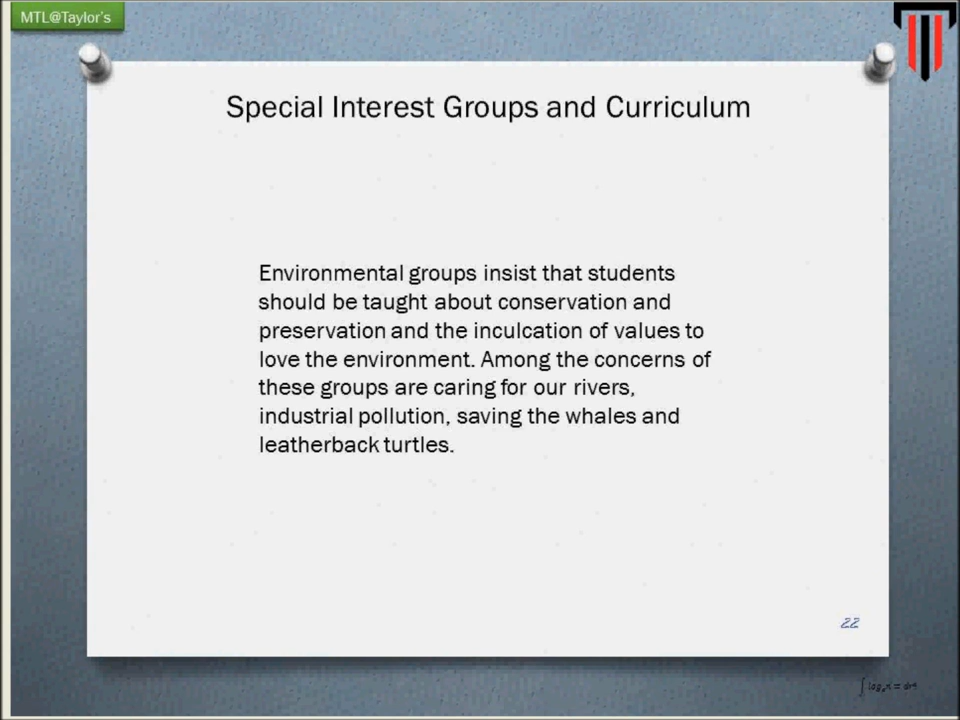 MTL@Taylor's
Special Interest Groups and Curriculum
Environmental groups insist that students
should be taught about conservation and
preservation and the inculcation of values to
love the environment. Among the concerns of
these groups are caring for our rivers,
industrial pollution, saving the whales and
leatherback turtles.
22